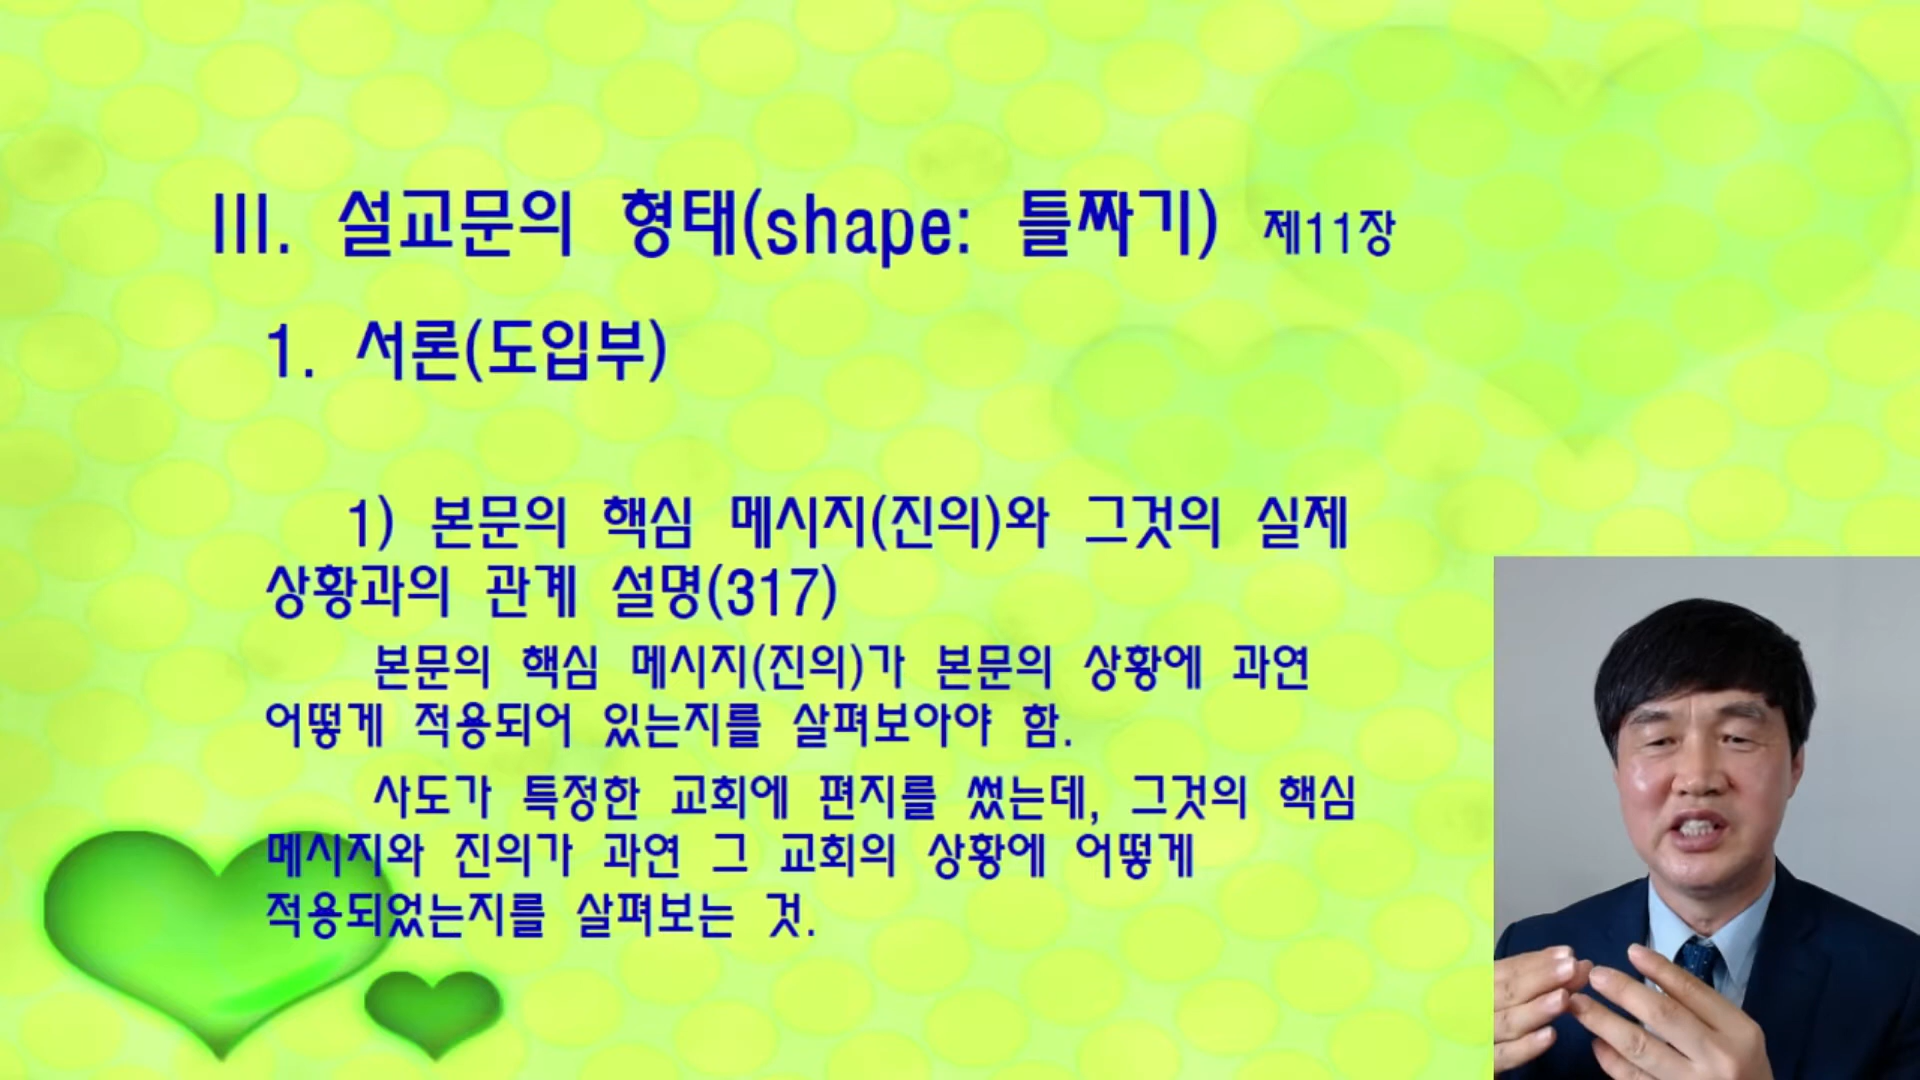 III. 설교문의 형태(shape: 틀짜기) 제11장
1. 서론(도입부)
1) 본문의 핵심 메시지(진의)와 그것의 실제
상황과의 관계 설명(317)
본문의 핵심 메시지(진의)가 본문의 상황에 과연
어떻게 적용되어 있는지를 살펴보아야 함.
사도가 특정한 교회에 편지를 썼는데, 그것의 핵심
메시지와 진의가 과연 그 교회의 상황에 어떻게
적용되었는지를 살펴보는 것.